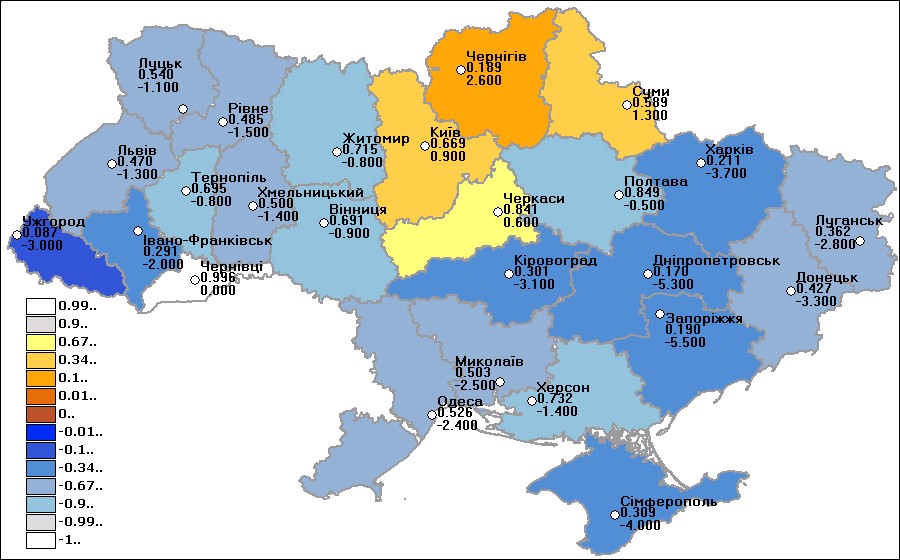 Чернігів
0.189
2.600
Луцьк
0.540
-1.100
Суми
0.589
1.300
Рівне
0.485
-1.500
Житомир
0.715
-0.800
Київ
0.669
0.900
Харків
0.211
-3.700
Львів
0.470
-1.300
Тернопіль
0.695
-0.800
Хмельницький
0.500
-1.400
Вінниця
0.691
-0.900
Черкаси
0.841
0.600
Полтава
0.849
-0.500
Ужгород
0.087
-3.000
Івано-Франківськ
0.291
-2.000
Чернівці
0.996
0.000
Кіровоград
0.301
-3.100
Дніпропетровськ
0.170
-5.300
Луганськ
0.362
-2.800
Донецьк
0.427
-3.300
Запоріжжя
0.190
-5.500
Миколаїв
0.503
-2.500
Одеса
0.526
-2.400
Херсон
0.732
-1.400
Сімферополь
0.309
-4.000
0.99..
0.9..
0.67..
0.34..
0.1..
0.01..
0..
-0.01..
-0.1..
-0.34..
-0.67..
-0.9..
-0.99..
-1..